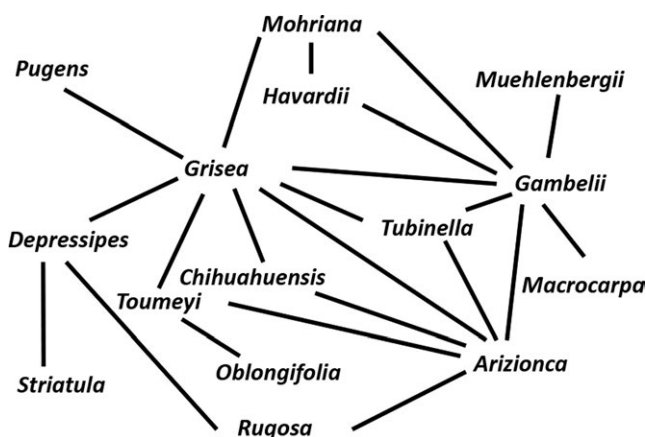 Mohriana
Pugens
Muehlenbergii
Havardii
Grisea
Gambelii
Tubinella
Depressipes
Chihuahuensis
Macrocarpa
Toumeyi
Arizionca
Oblongifolia
Striatula
Rugosa